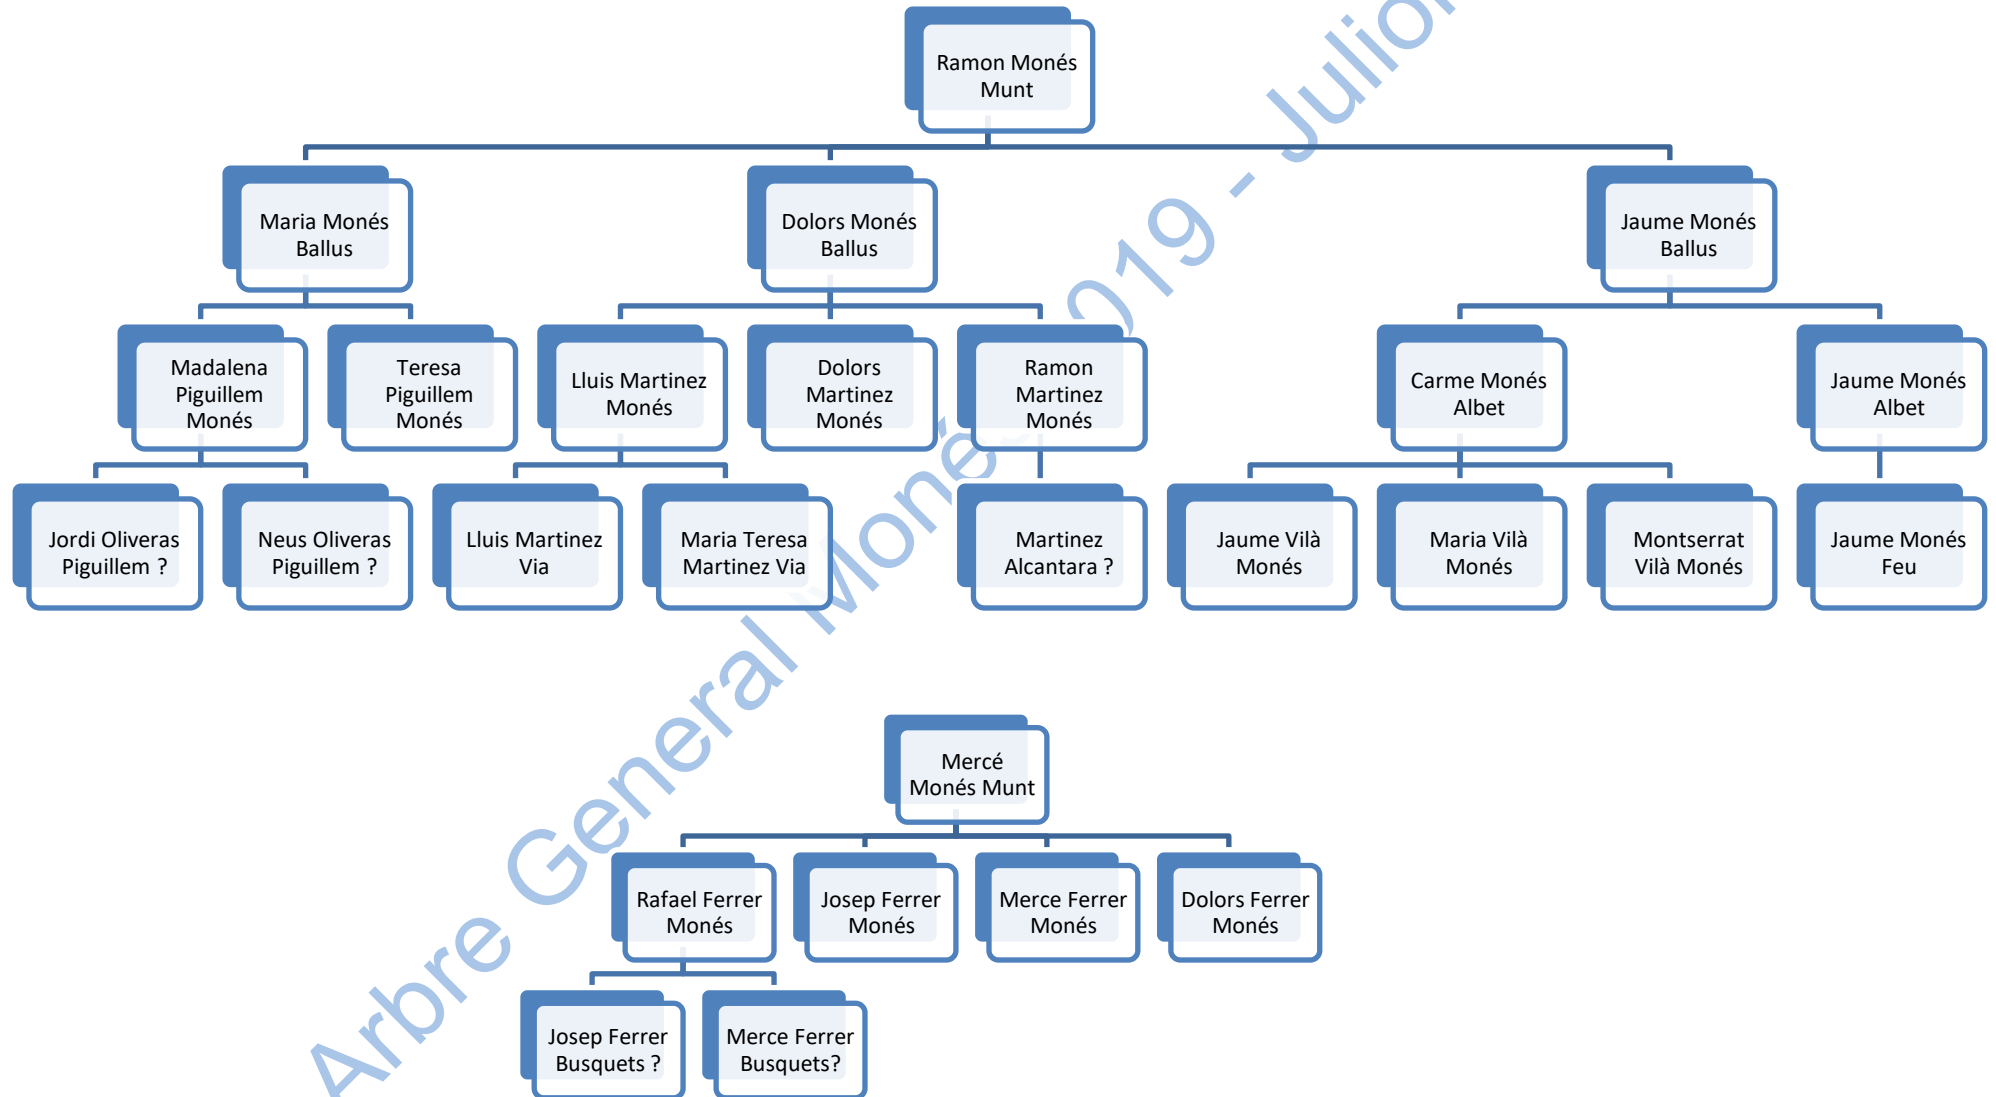 Ramon Monés
Munt
Maria Monés
Ballus
Dolors Monés
Ballus
Jaume Monés
Ballus
Madalena
Piguillem
Monés
Teresa
Piguillem
Monés
Lluis Martinez
Monés
Dolors
Martinez
Monés
Ramon
Martinez
Monés
Carme Monés
Albet
Jaume Monés
Albet
Jordi Oliveras
Piguillem ?
Neus Oliveras
Piguillem ?
Lluis Martinez
Via
Maria Teresa
Martinez Via
Martinez
Alcantara ?
Jaume Vilà
Monés
Maria Vilà
Monés
Montserrat
Vilà Monés
Jaume Monés
Feu
Mercé
Monés Munt
Rafael Ferrer
Monés
Josep Ferrer
Monés
Merce Ferrer
Monés
Dolors Ferrer
Monés
Josep Ferrer
Busquets ?
Merce Ferrer
Busquets?
Arbre General Moné 019 - Julio